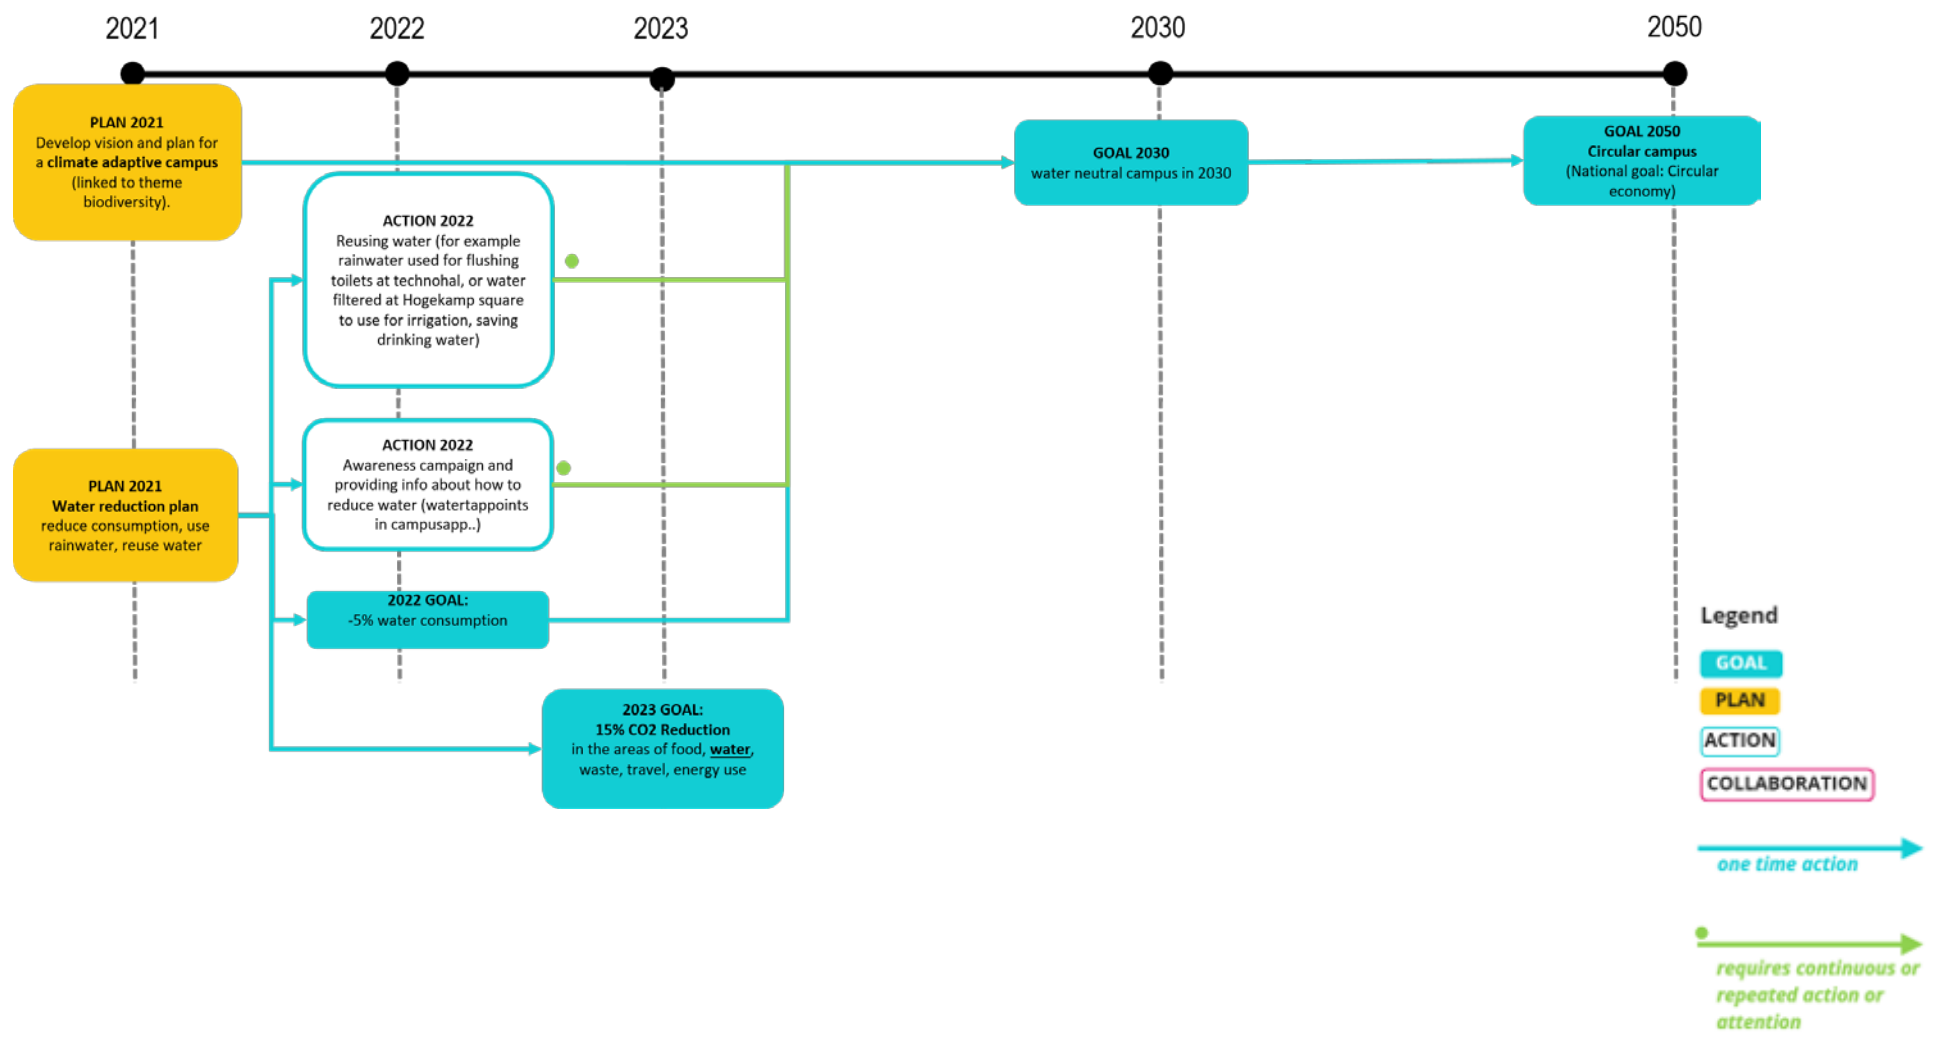 2021
2022
2023
2030
2050
PLAN 2021
Develop vision and plan for
a climate adaptive campus
(linked to theme
biodiversity).
GOAL 2030
water neutral campus in 2030
GOAL 2050
Circular campus
(National goal: Circular
economy)
ACTION 2022
Reusing water (for example
rainwater used for flushing
toilets at technohal, or water
filtered at Hogekamp square
to use for irrigation, saving
drinking water)
ACTION 2022
Awareness campaign and
providing info about how to
reduce water (watertappoints
in campusapp..)
PLAN 2021
Water reduction plan
reduce consumption, use
rainwater, reuse water
2022 GOAL:
-5% water consumption
2023 GOAL:
15% CO2 Reduction
in the areas of food, water,
waste, travel, energy use
Legend
GOAL
PLAN
ACTION
COLLABORATION
one time action
requires continuous or
repeated action or
attention